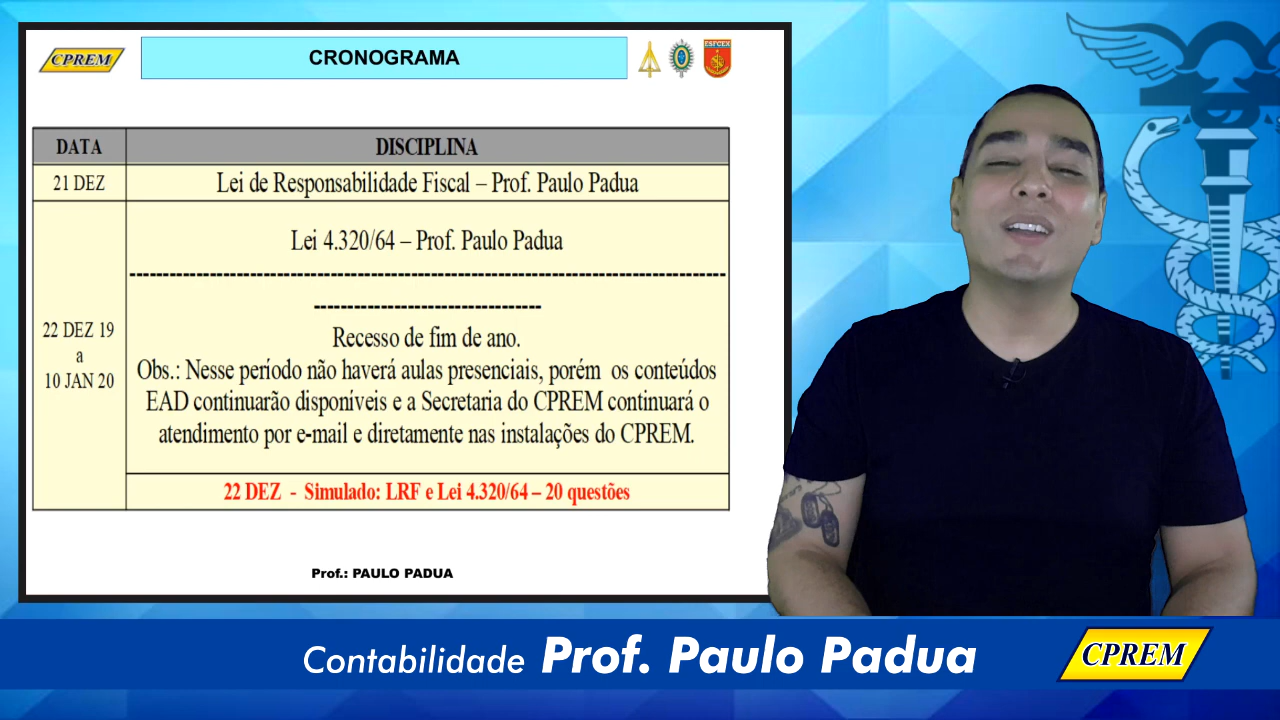 CPREM
CRONOGRAMA
ESFCEX
DATA
DISCIPLINA
21 DEZ
Lei de Responsabilidade Fiscal – Prof. Paulo Padua
22 DEZ 19
a
10 JAN 20
Lei 4.320/64 – Prof. Paulo Padua
------------------------------------------------------------------------------------------
----------------------------------
Recesso de fim de ano.
Obs.: Nesse período não haverá aulas presenciais, porém os conteúdos
EAD continuarão disponíveis e a Secretaria do CPREM continuará o
atendimento por e-mail e diretamente nas instalações do CPREM.
22 DEZ - Simulado: LRF e Lei 4.320/64 – 20 questões
Prof.: PAULO PADUA
Contabilidade Prof. Paulo Padua
CPREM